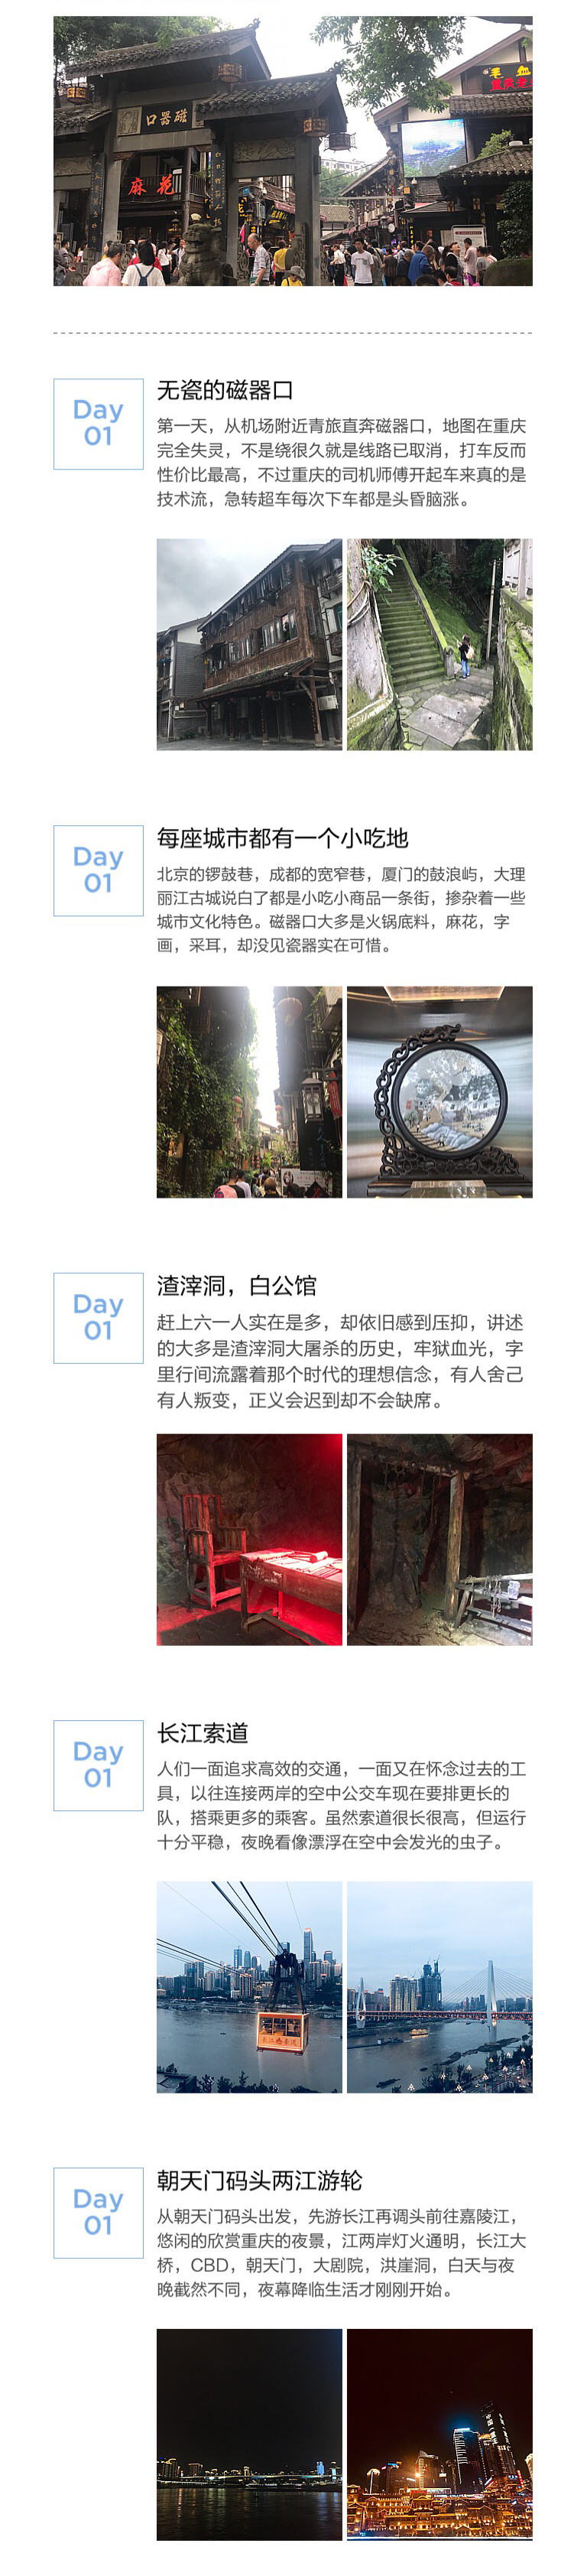 磁器口
麻花
毛血
Day
01
无瓷的磁器口
第一天，从机场附近青旅直奔磁器口，地图在重庆
完全失灵，不是绕很久就是线路已取消，打车反而
性价比最高，不过重庆的司机师傅开起车来真的是
技术流，急转超车每次下车都是头昏脑涨。
Day
01
每座城市都有一个小吃地
北京的锣鼓巷，成都的宽窄巷，厦门的鼓浪屿，大理
丽江古城说白了都是小吃小商品一条街，掺杂着一些
城市文化特色。磁器口大多是火锅底料，麻花，字
画，采耳，却没见瓷器实在可惜。
Day
01
渣滓洞，白公馆
赶上六一人实在是多，却依旧感到压抑，讲述
的大多是渣滓洞大屠杀的历史，牢狱血光，字
里行间流露着那个时代的理想信念，有人舍己
有人叛变，正义会迟到却不会缺席。
Day
01
长江索道
人们一面追求高效的交通，一面又在怀念过去的工
具，以往连接两岸的空中公交车现在要排更长的
队，搭乘更多的乘客。虽然索道很长很高，但运行
十分平稳，夜晚看像漂浮在空中会发光的虫子。
长江索道
Day
01
朝天门码头两江游轮
从朝天门码头出发，先游长江再调头前往嘉陵江，
悠闲的欣赏重庆的夜景，江两岸灯火通明，长江大
桥，CBD，朝天门，大剧院，洪崖洞，白天与夜
晚截然不同，夜幕降临生活才刚刚开始。